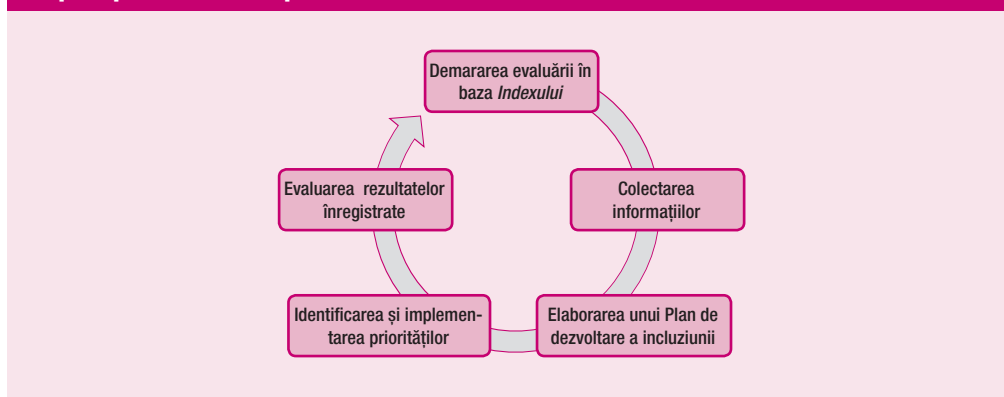 Demararea evaluării în
baza Indexului
Colectarea
informațiilor
Elaborarea unui Plan de
dezvoltare a incluziunii
Identificarea și implemen-
tarea priorităților
Evaluarea rezultatelor
înregistrate